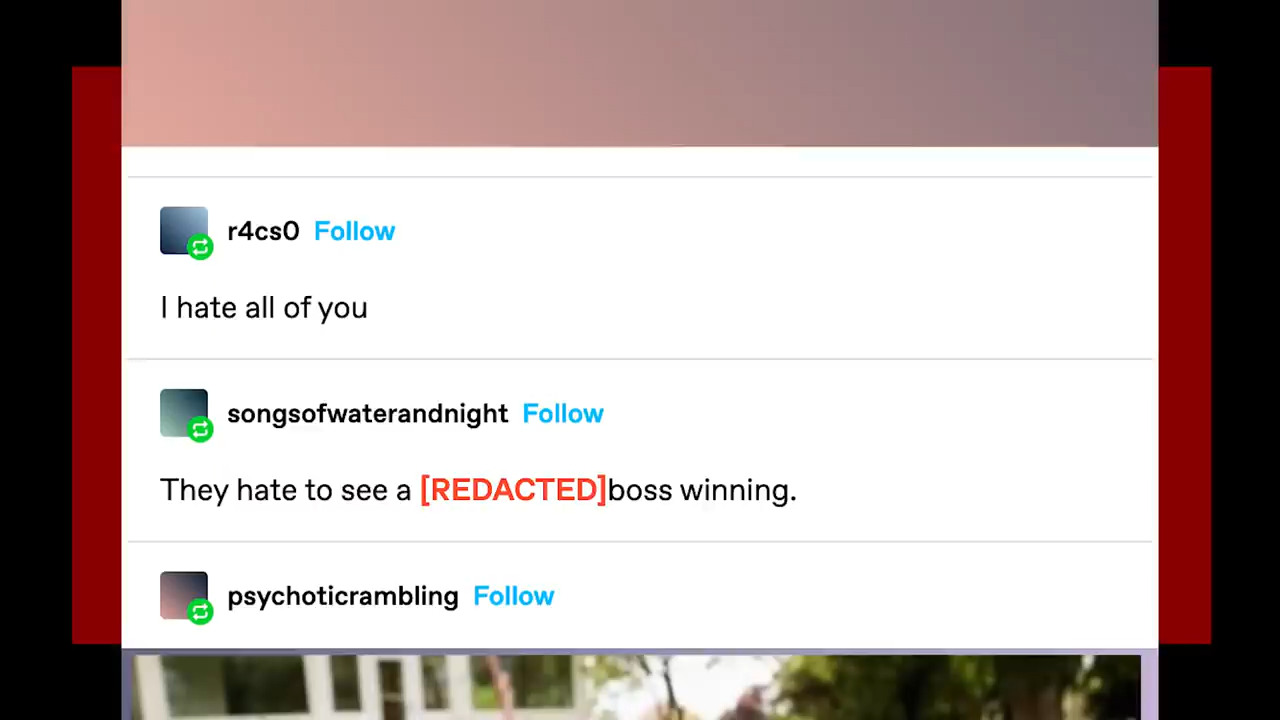 r4cs0 Follow
I hate all of you
songsofwaterandnight Follow
They hate to see a [REDACTED]boss winning.
psychoticrambling Follow